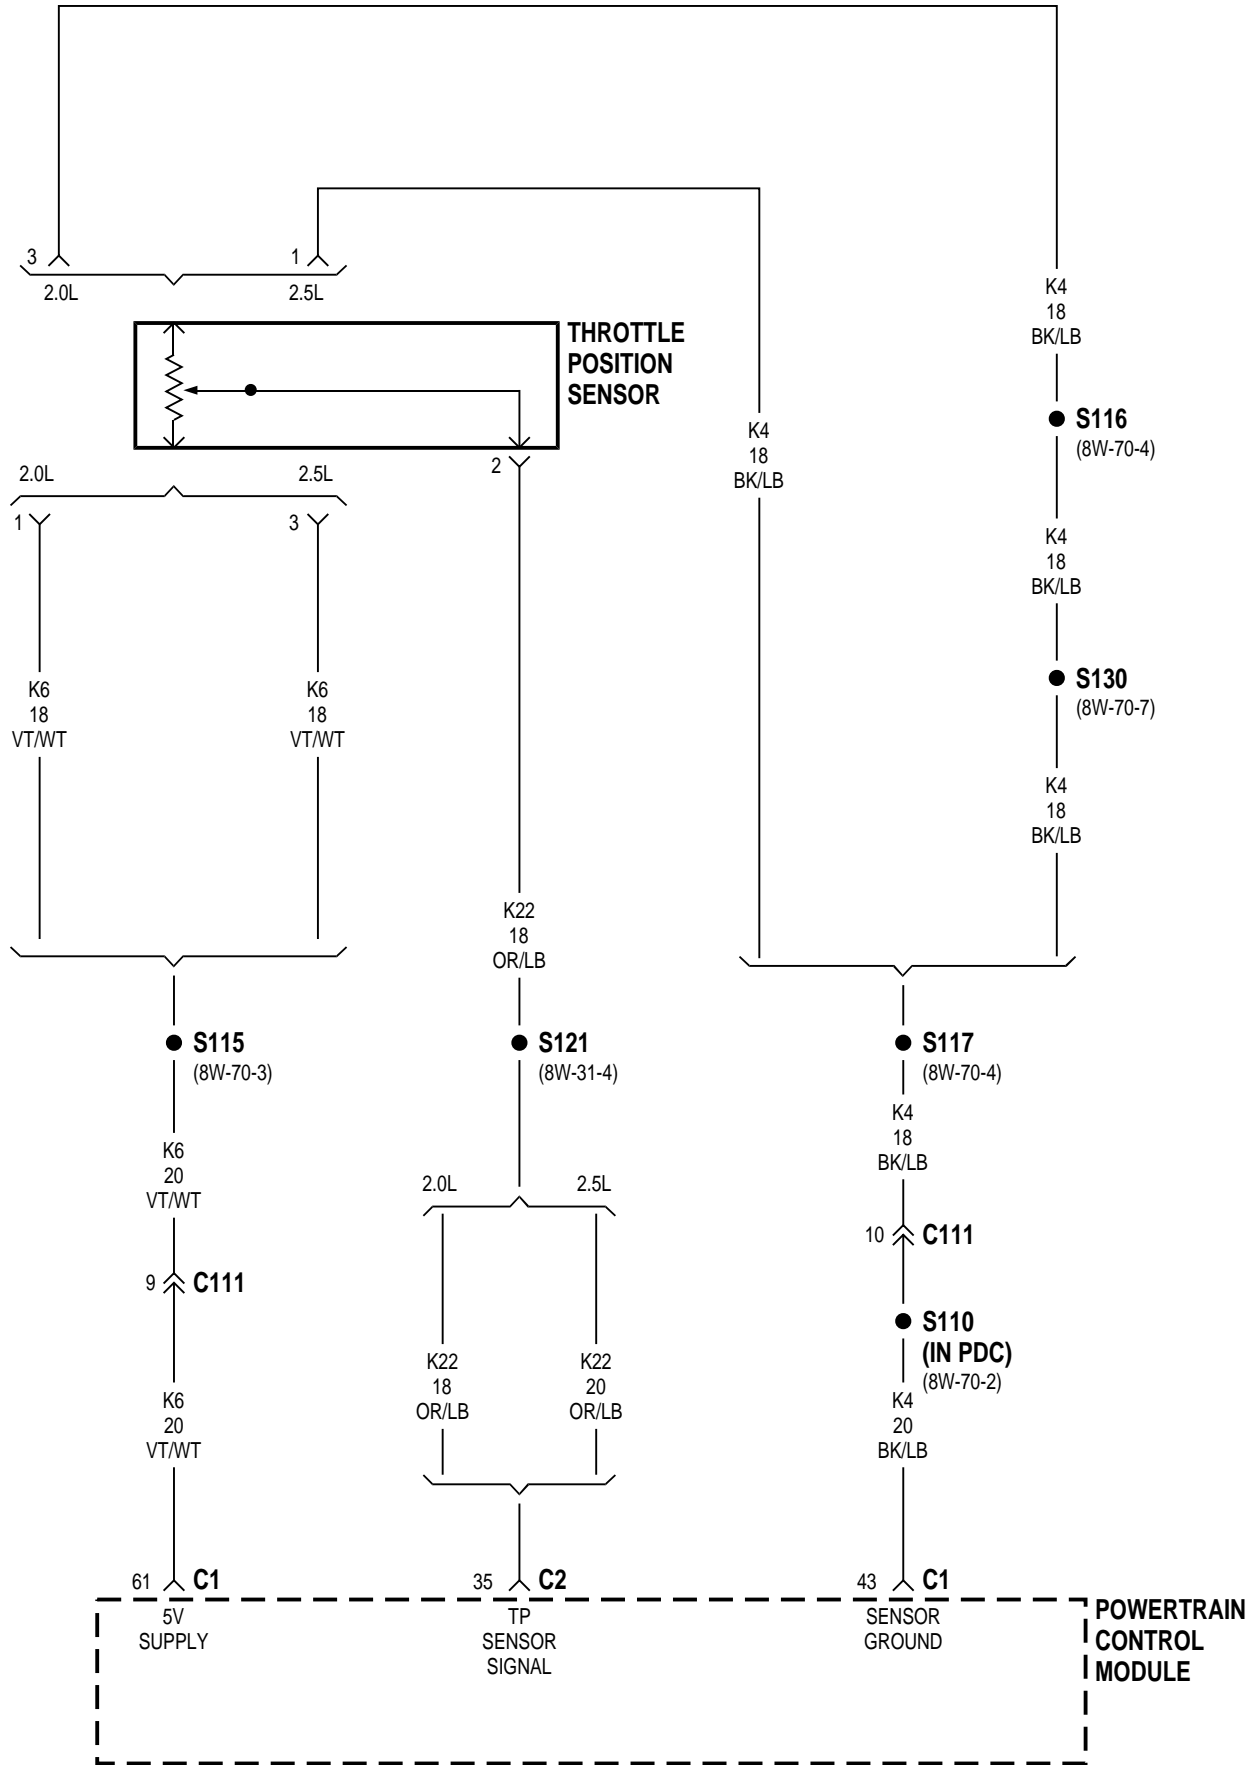 3
1
2.0L
2.5L
THROTTLE
POSITION
SENSOR
K4
18
BK/LB
S116
(8W-70-4)
K4
18
BK/LB
2.0L
2.5L
2
1
3
K4
18
BK/LB
S130
(8W-70-7)
K6
18
VT/WT
K6
18
VT/WT
K4
18
BK/LB
K22
18
OR/LB
S115
(8W-70-3)
S121
(8W-31-4)
S117
(8W-70-4)
K6
20
VT/WT
K4
18
BK/LB
2.0L
2.5L
10
C111
9
C111
S110
(IN PDC)
(8W-70-2)
K22
18
OR/LB
K22
20
OR/LB
K6
20
VT/WT
K4
20
BK/LB
61
C1
35
C2
43
C1
5V
SUPPLY
TP
SENSOR
SIGNAL
SENSOR
GROUND
POWERTRAIN
CONTROL
MODULE